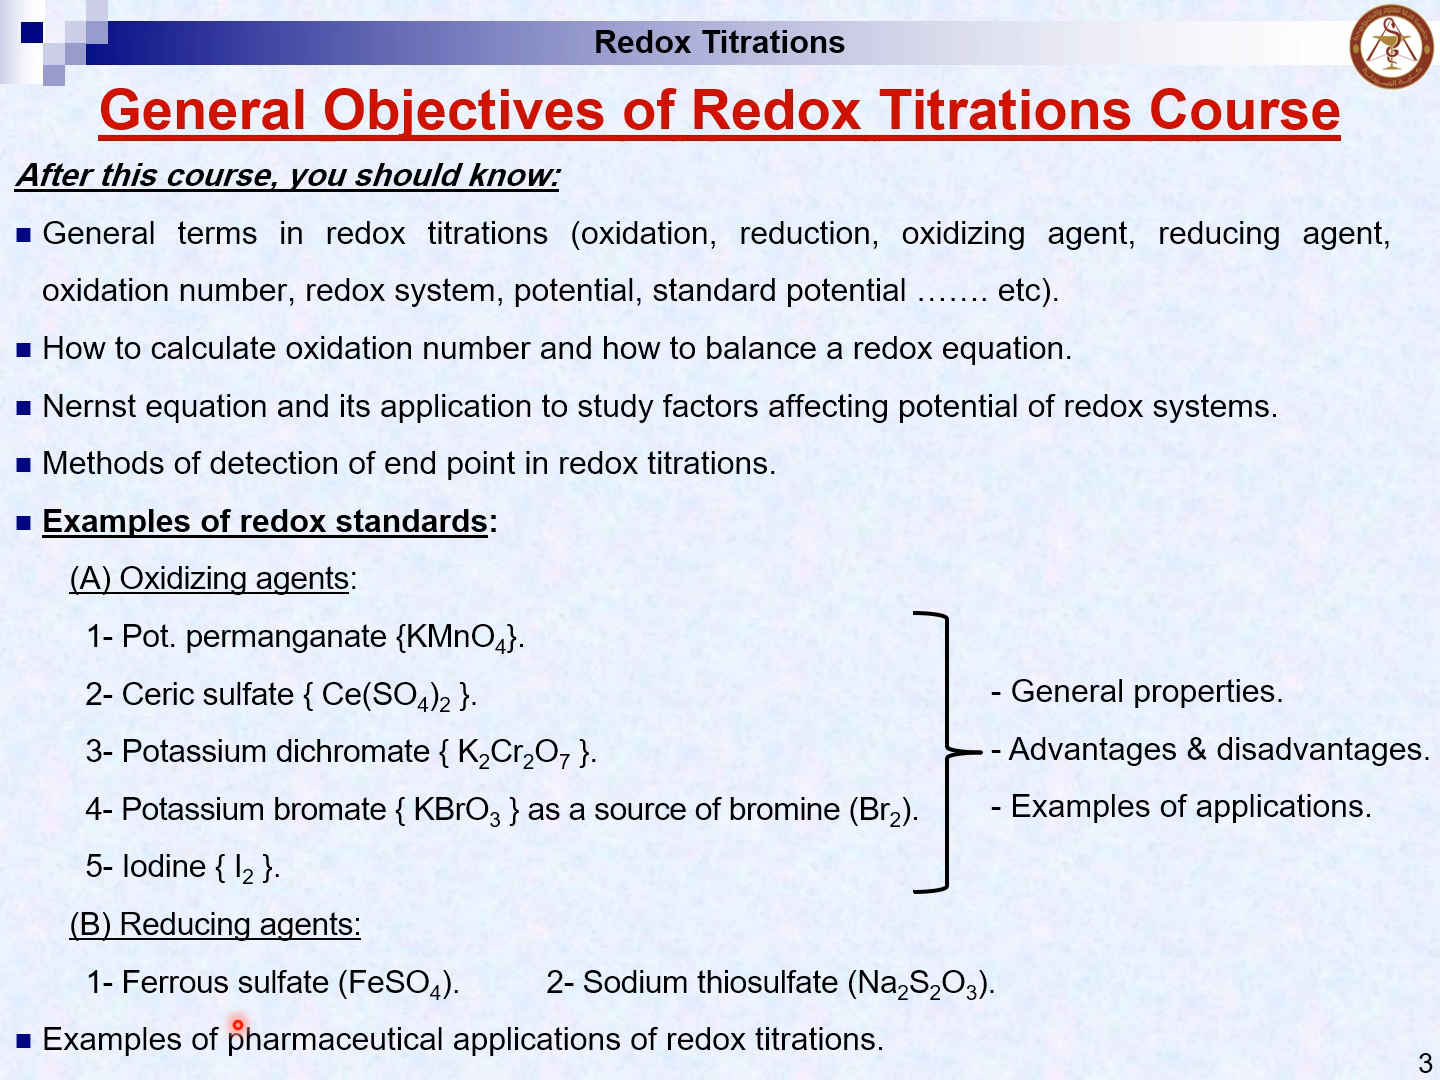 Redox Titrations
General Objectives of Redox Titrations Course
After this course, you should know:
General terms in redox titrations (oxidation, reduction, oxidizing agent, reducing agent,
oxidation number, redox system, potential, standard potential ……. etc).
How to calculate oxidation number and how to balance a redox equation.
Nernst equation and its application to study factors affecting potential of redox systems.
Methods of detection of end point in redox titrations.
Examples of redox standards:
(A) Oxidizing agents:
1- Pot. permanganate {KMnO₄}.
2- Ceric sulfate { Ce(SO₄)₂ }.
3- Potassium dichromate { K₂Cr₂O₇ }.
4- Potassium bromate { KBrO₃ } as a source of bromine (Br₂).
5- Iodine { I₂ }.
- General properties.
- Advantages & disadvantages.
- Examples of applications.
(B) Reducing agents:
1- Ferrous sulfate (FeSO₄). 2- Sodium thiosulfate (Na₂S₂O₃).
Examples of pharmaceutical applications of redox titrations.
3